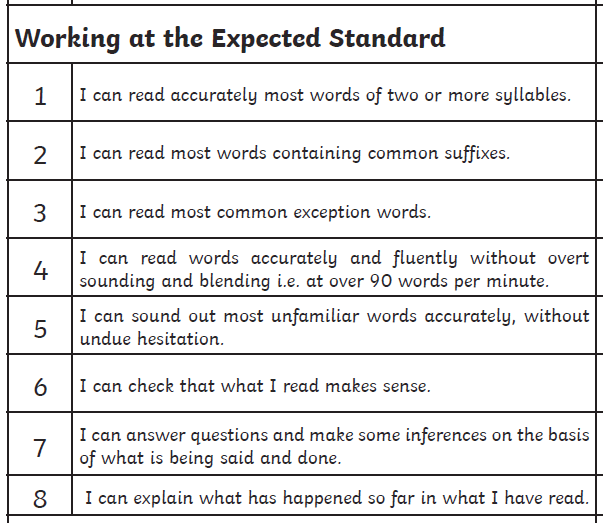 Working at the Expected Standard
1 I can read accurately most words of two or more syllables.
2 I can read most words containing common suffixes.
3 I can read most common exception words.
4 I can read words accurately and fluently without overt
sounding and blending i.e. at over 90 words per minute.
5 I can sound out most unfamiliar words accurately, without
undue hesitation.
6 I can check that what I read makes sense.
7 I can answer questions and make some inferences on the basis
of what is being said and done.
8 I can explain what has happened so far in what I have read.